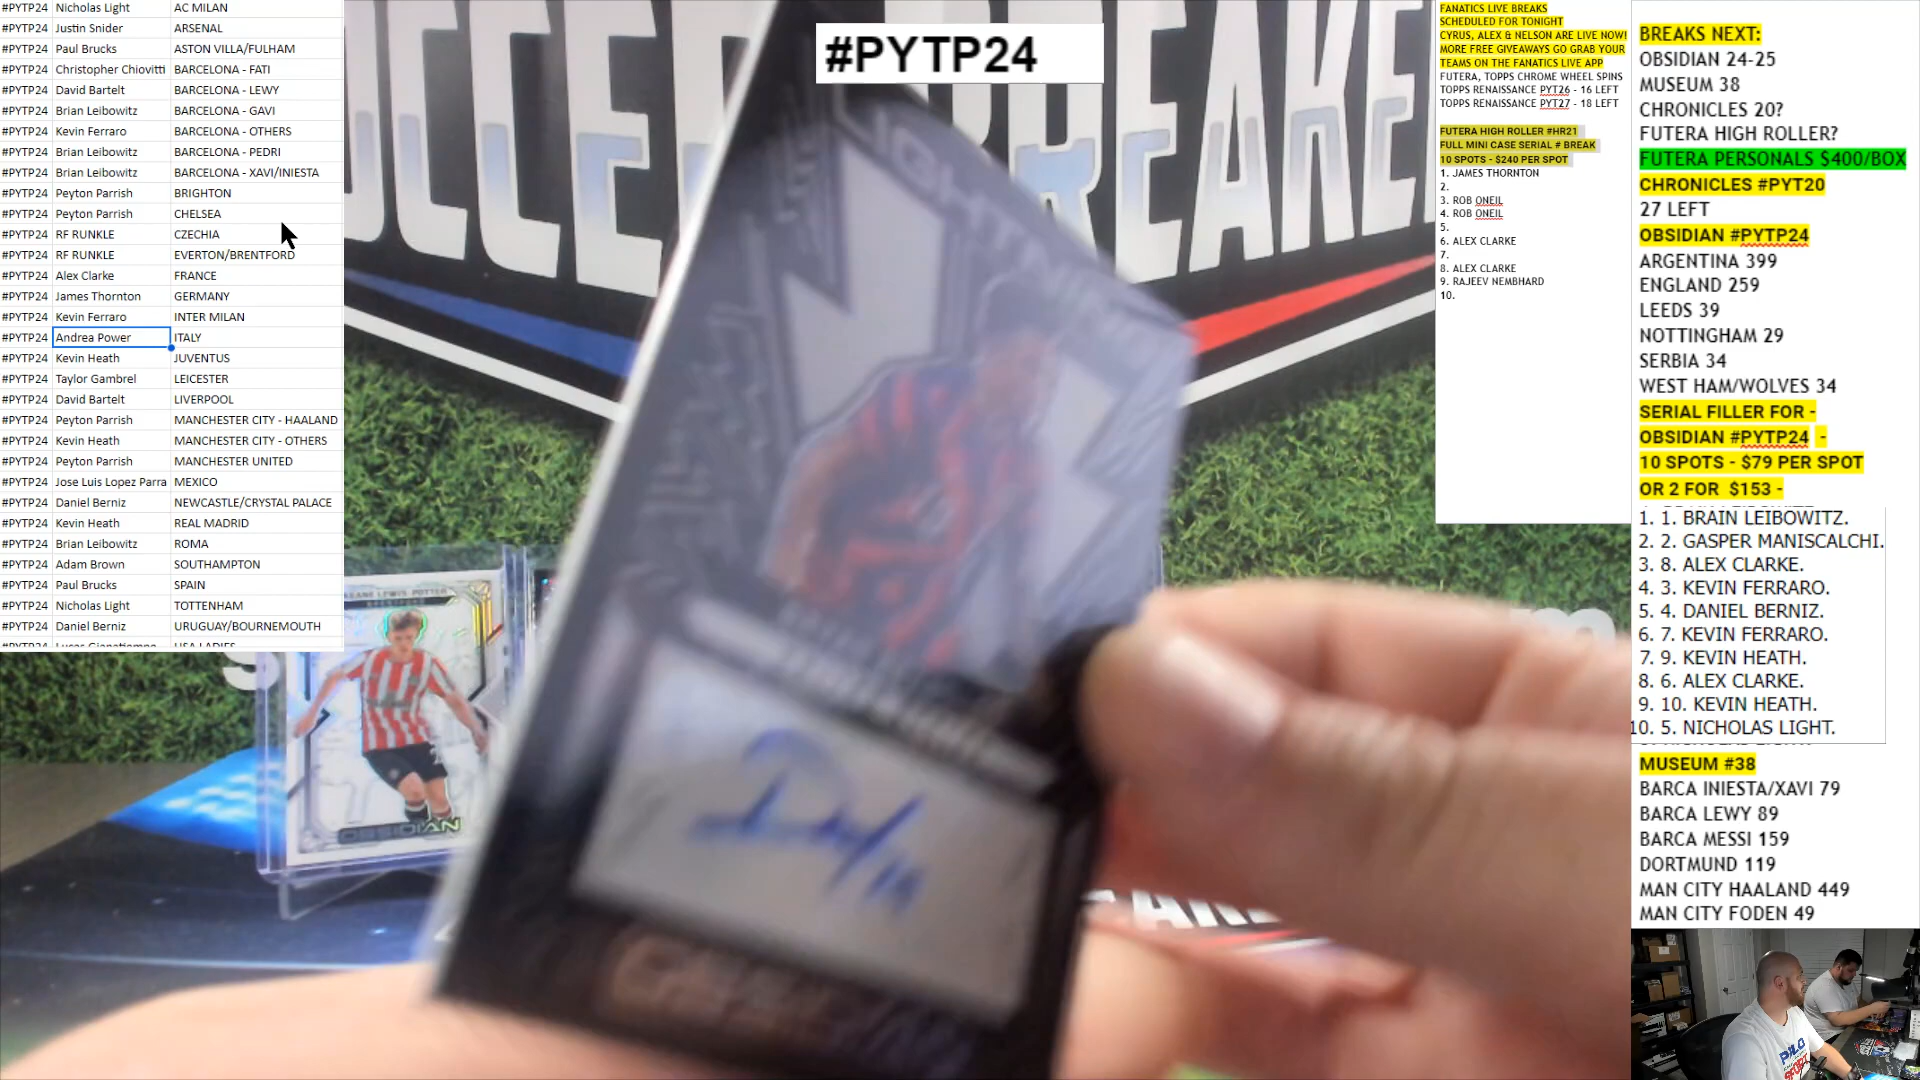 #PYTP24 Nicholas Light AC MILAN
#PYTP24 Justin Snider ARSENAL
#PYTP24 Paul Brucks ASTON VILLA/FULHAM
#PYTP24 Christopher Chiovitti BARCELONA - FATI
#PYTP24 David Bartelt BARCELONA - LEWY
#PYTP24 Brian Leibowitz BARCELONA - GAVI
#PYTP24 Kevin Ferraro BARCELONA - OTHERS
#PYTP24 Brian Leibowitz BARCELONA - PEDRI
#PYTP24 Brian Leibowitz BARCELONA - XAVI/INIESTA
#PYTP24 Peyton Parrish BRIGHTON
#PYTP24 Peyton Parrish CHELSEA
#PYTP24 RF RUNKLE CZECHIA
#PYTP24 RF RUNKLE EVERTON/BRENTFORD
#PYTP24 Alex Clarke FRANCE
#PYTP24 James Thornton GERMANY
#PYTP24 Kevin Ferraro INTER MILAN
#PYTP24 Andrea Power ITALY
#PYTP24 Kevin Heath JUVENTUS
#PYTP24 Taylor Gambrel LEICESTER
#PYTP24 David Bartelt LIVERPOOL
#PYTP24 Peyton Parrish MANCHESTER CITY - HAALAND
#PYTP24 Kevin Heath MANCHESTER CITY - OTHERS
#PYTP24 Peyton Parrish MANCHESTER UNITED
#PYTP24 Jose Luis Lopez Parra MEXICO
#PYTP24 Daniel Berniz NEWCASTLE/CRYSTAL PALACE
#PYTP24 Kevin Heath REAL MADRID
#PYTP24 Brian Leibowitz ROMA
#PYTP24 Adam Brown SOUTHAMPTON
#PYTP24 Paul Brucks SPAIN
#PYTP24 Nicholas Light TOTTENHAM
#PYTP24 Daniel Berniz URUGUAY/BOURNEMOUTH
#PYTP24
SOCCER BREAKE
OBSIDIAN
FANATICS LIVE BREAKS
SCHEDULED FOR TONIGHT
CYRUS, ALEX & NELSON ARE LIVE NOW!
MORE FREE GIVEAWAYS GO GRAB YOUR
TEAMS ON THE FANATICS LIVE APP
FUTERA, TOPPS CHROME WHEEL SPINS
TOPPS RENAISSANCE PYT26 - 16 LEFT
TOPPS RENAISSANCE PYT27 - 18 LEFT
FUTERA HIGH ROLLER #HR21
FULL MINI CASE SERIAL # BREAK
10 SPOTS - $240 PER SPOT
1. JAMES THORNTON
2.
3. ROB ONEIL
4. ROB ONEIL
5.
6. ALEX CLARKE
7.
8. ALEX CLARKE
9. RAJEEV NEMBHARD
10.
BREAKS NEXT:
OBSIDIAN 24-25
MUSEUM 38
CHRONICLES 20?
FUTERA HIGH ROLLER?
FUTERA PERSONALS $400/BOX
CHRONICLES #PYT20
27 LEFT
OBSIDIAN #PYTP24
ARGENTINA 399
ENGLAND 259
LEEDS 39
NOTTINGHAM 29
SERBIA 34
WEST HAM/WOLVES 34
SERIAL FILLER FOR -
OBSIDIAN #PYTP24 -
10 SPOTS - $79 PER SPOT
OR 2 FOR $153 -
1. 1. BRAIN LEIBOWITZ.
2. 2. GASPER MANISCALCHI.
3. 8. ALEX CLARKE.
4. 3. KEVIN FERRARO.
5. 4. DANIEL BERNIZ.
6. 7. KEVIN FERRARO.
7. 9. KEVIN HEATH.
8. 6. ALEX CLARKE.
9. 10. KEVIN HEATH.
10. 5. NICHOLAS LIGHT.
MUSEUM #38
BARCA INIESTA/XAVI 79
BARCA LEWY 89
BARCA MESSI 159
DORTMUND 119
MAN CITY HAALAND 449
MAN CITY FODEN 49